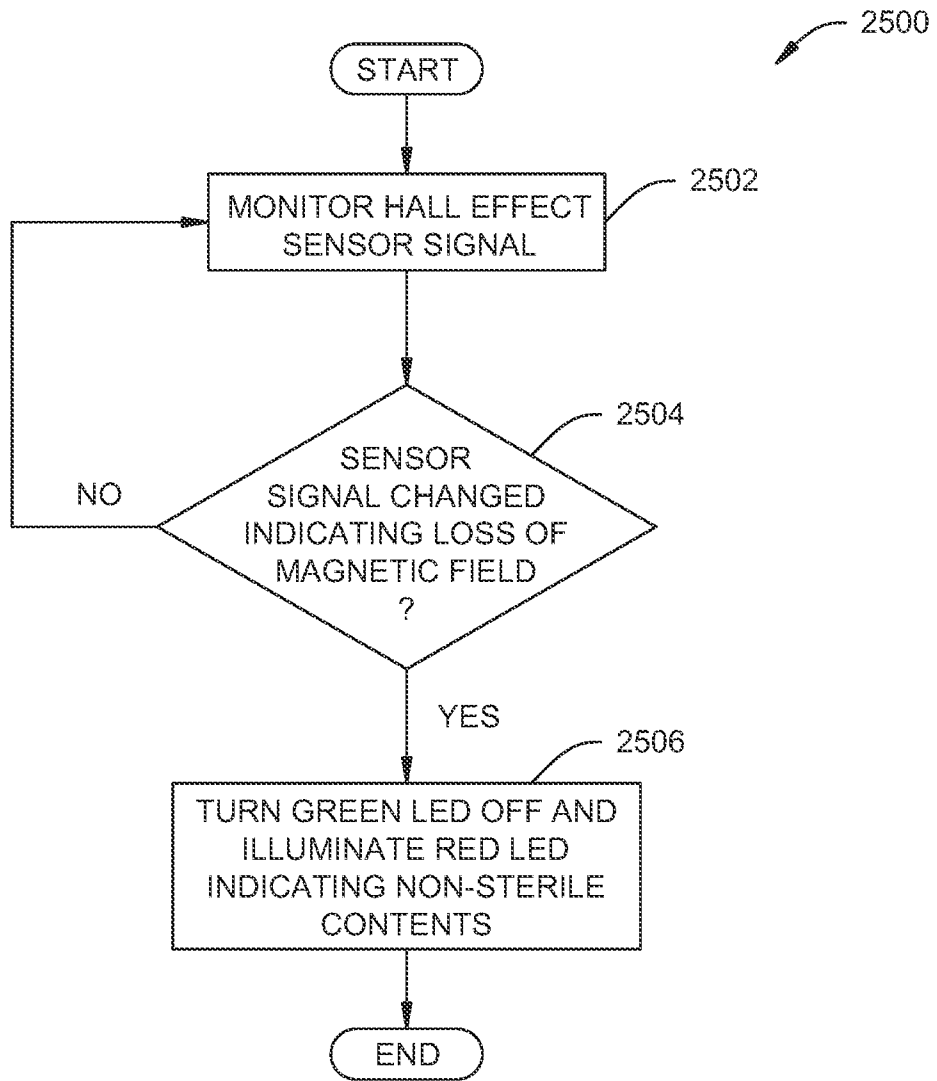 2500
START
MONITOR HALL EFFECT
SENSOR SIGNAL
2502
2504
SENSOR
SIGNAL CHANGED
INDICATING LOSS OF
MAGNETIC FIELD
?
NO
YES
2506
TURN GREEN LED OFF AND
ILLUMINATE RED LED
INDICATING NON-STERILE
CONTENTS
END